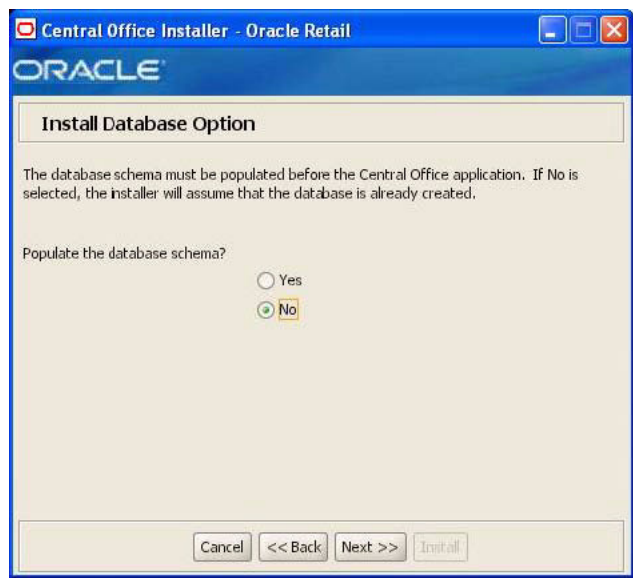 Central Office Installer - Oracle Retail
ORACLE
Install Database Option
The database schema must be populated before the Central Office application. If No is
selected, the installer will assume that the database is already created.
Populate the database schema?
Yes
No
Cancel << Back Next >> Install